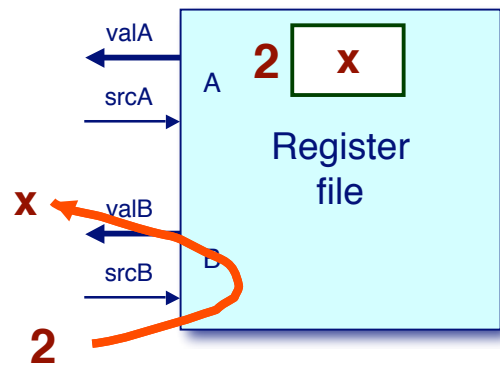 valA
A
srcA
2
x
Register
file
x
valB
B
srcB
2